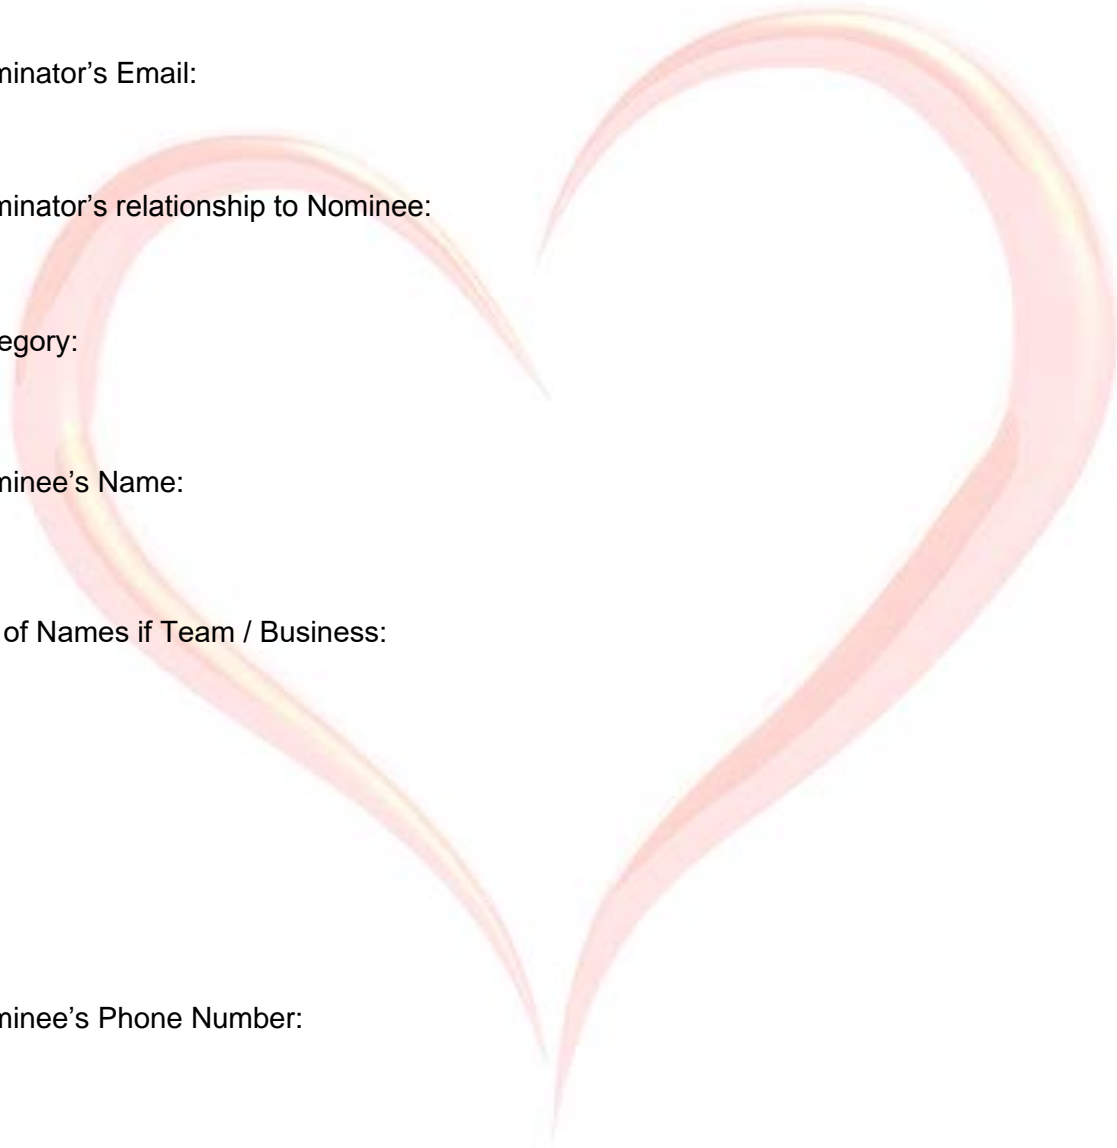 minator’s Email:
minator’s relationship to Nominee:
egory:
minee’s Name:
of Names if Team / Business:
minee’s Phone Number: